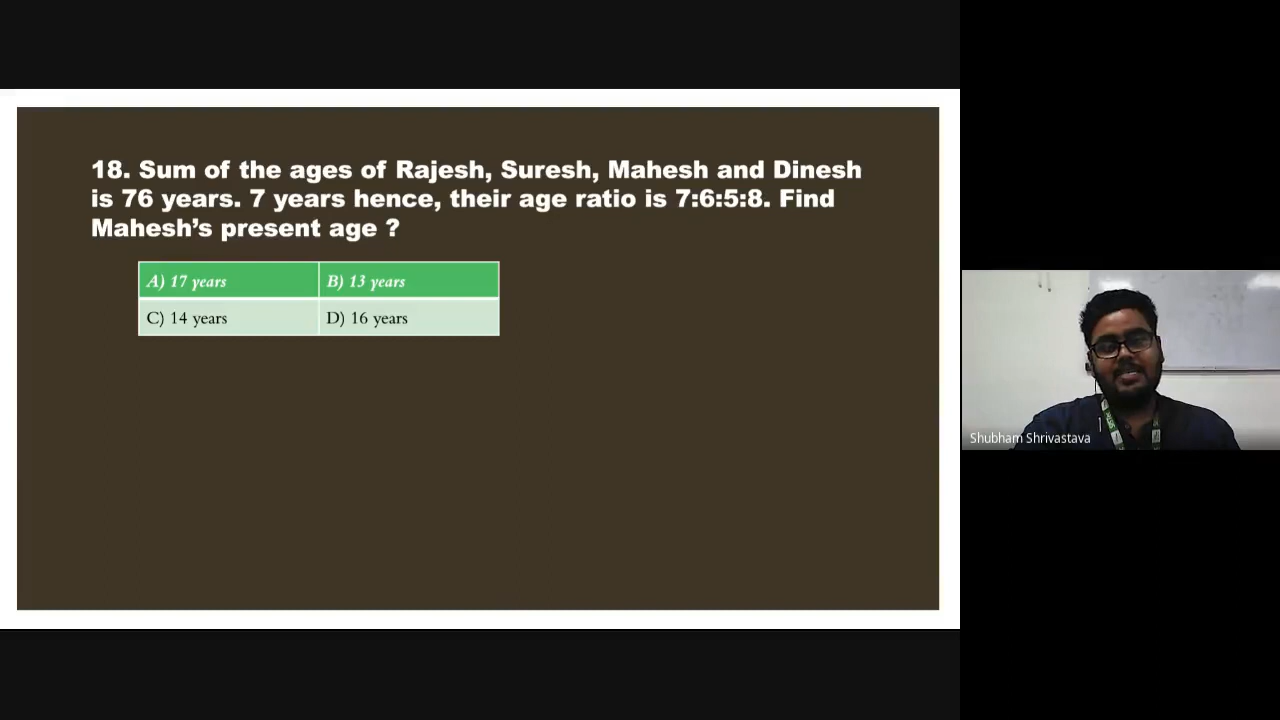 18. Sum of the ages of Rajesh, Suresh, Mahesh and Dinesh
is 76 years. 7 years hence, their age ratio is 7:6:5:8. Find
Mahesh’s present age ?
A) 17 years
B) 13 years
C) 14 years
D) 16 years
Shubham Shrivastava